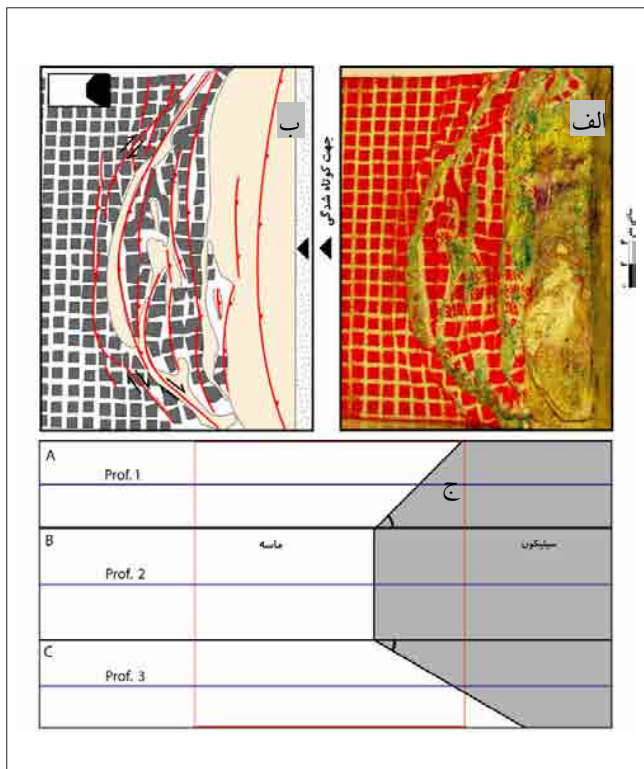 ب
الف
جهت کوتاه شدگی
A
Prof. 1
ج
B
ماسه
سیلیکون
Prof. 2
C
Prof. 3